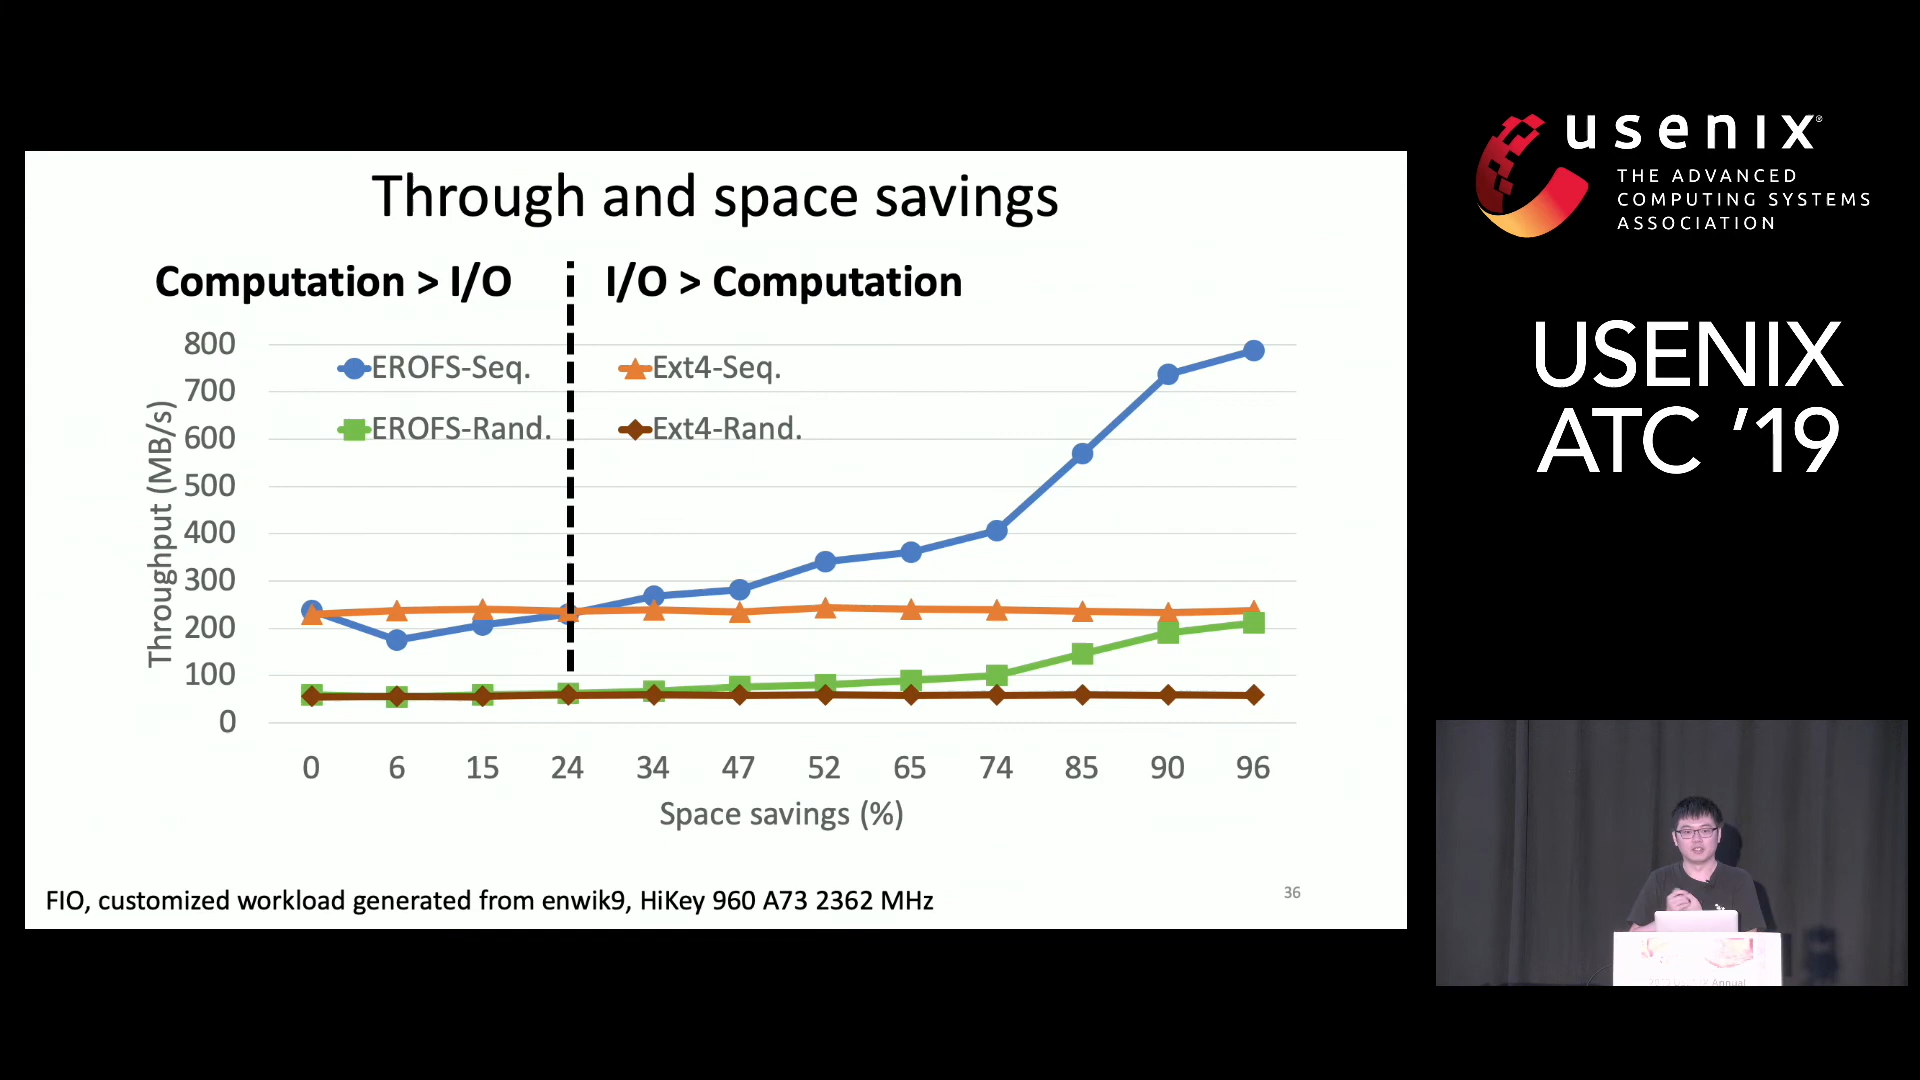 Through and space savings
Computation > I/O
I/O > Computation
800
700
600
500
400
300
200
100
0
Throughput (MB/s)
EROFS-Seq.
Ext4-Seq.
EROFS-Rand.
Ext4-Rand.
0 6 15 24 34 47 52 65 74 85 90 96
Space savings (%)
FIO, customized workload generated from enwik9, HiKey 960 A73 2362 MHz
36
usenix®
THE ADVANCED
COMPUTING SYSTEMS
ASSOCIATION
USENIX
ATC ’19
Annual